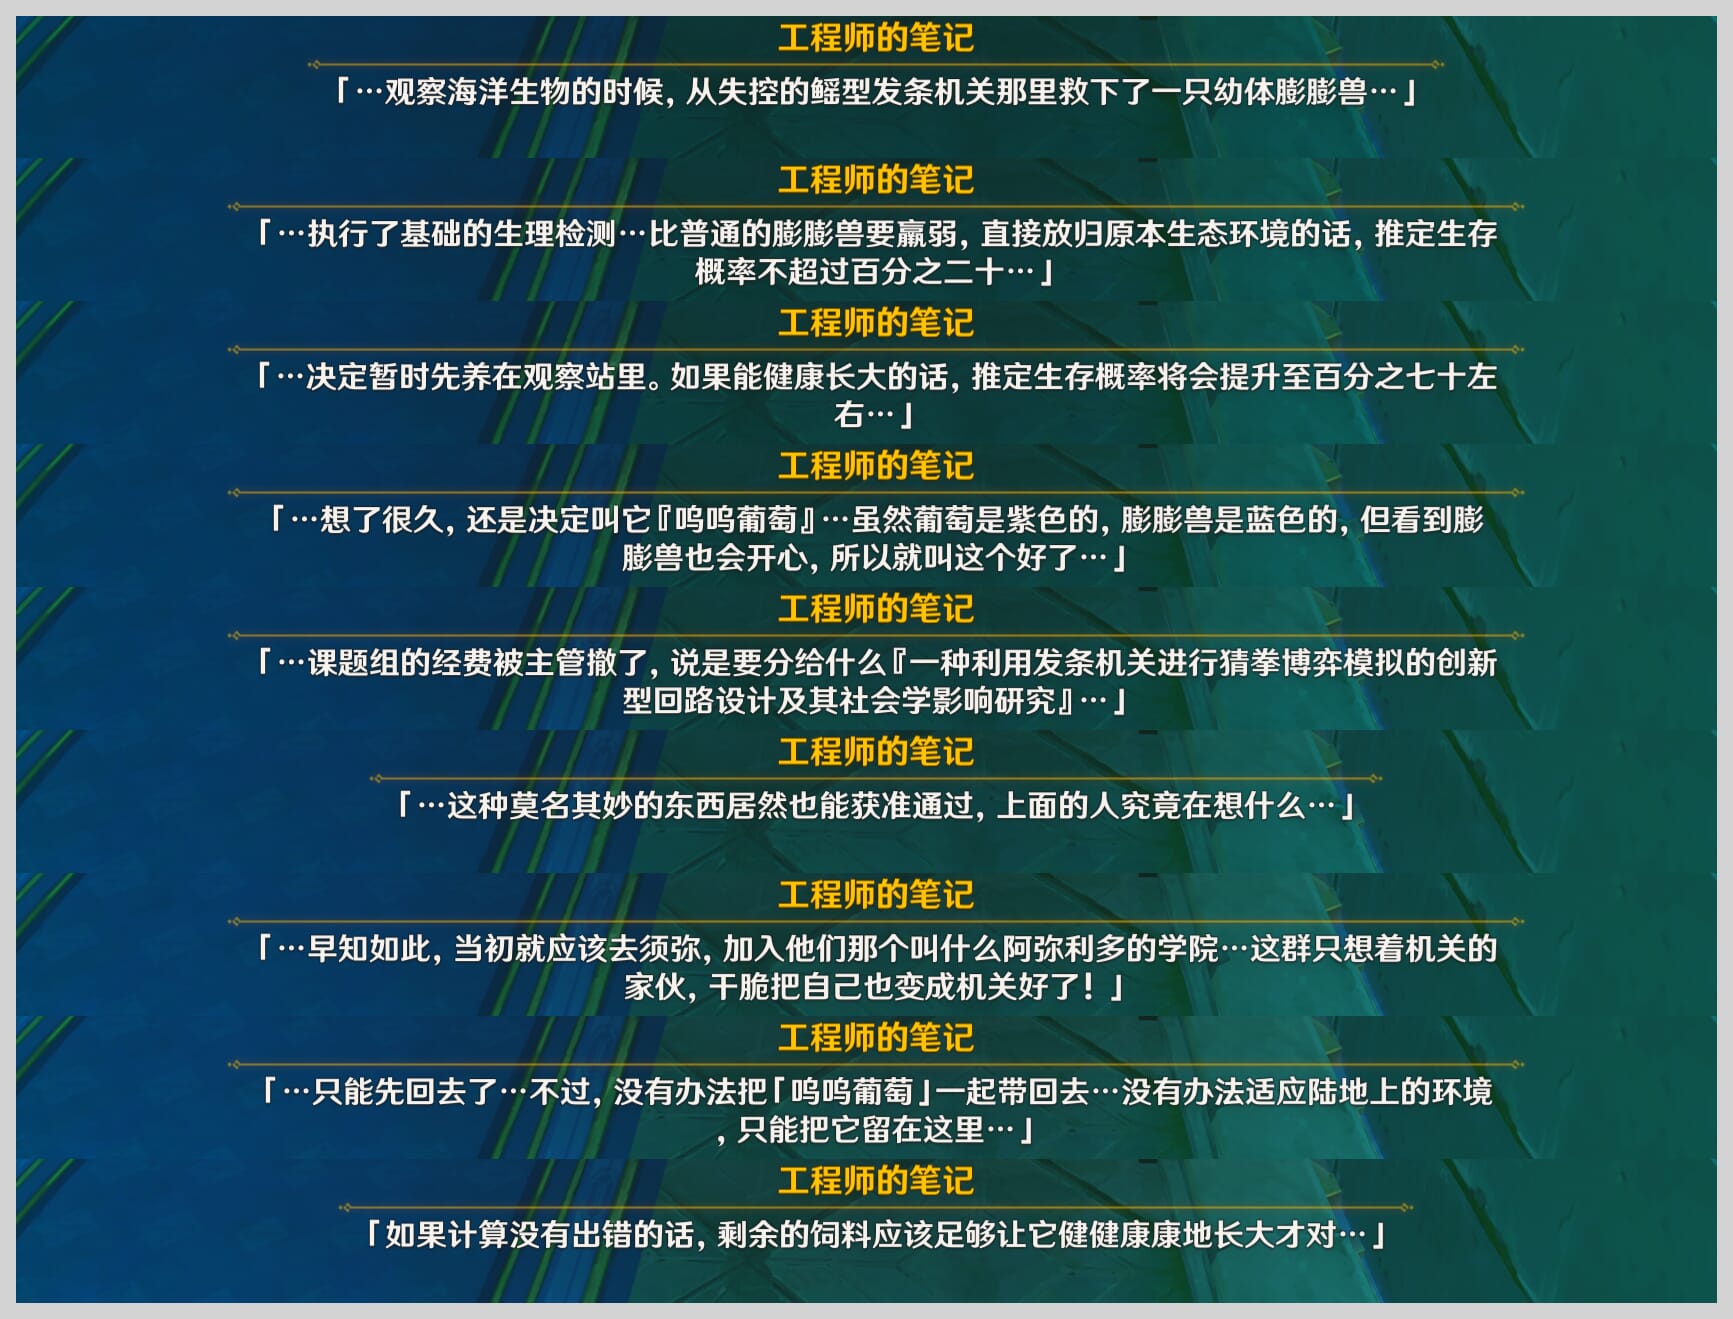 工程师的笔记
「…观察海洋生物的时候，从失控的鳐型发条机关那里救下了一只幼体膨膨兽…」
工程师的笔记
「…执行了基础的生理检测…比普通的膨膨兽要羸弱，直接放归原本生态环境的话，推定生存
概率不超过百分之二十…」
工程师的笔记
「…决定暂时先养在观察站里。如果能健康长大的话，推定生存概率将会提升至百分之七十左
右…」
工程师的笔记
「…想了很久，还是决定叫它『呜呜葡萄』…虽然葡萄是紫色的，膨膨兽是蓝色的，但看到膨
膨兽也会开心，所以就叫这个好了…」
工程师的笔记
「…课题组的经费被主管撤了，说是要分给什么『一种利用发条机关进行猜拳博弈模拟的创新
型回路设计及其社会学影响研究』…」
工程师的笔记
「…这种莫名其妙的东西居然也能获准通过，上面的人究竟在想什么…」
工程师的笔记
「…早知如此，当初就应该去须弥，加入他们那个叫什么阿弥利多的学院…这群只想着机关的
家伙，干脆把自己也变成机关好了！」
工程师的笔记
「…只能先回去了…不过，没有办法把「呜呜葡萄」一起带回去…没有办法适应陆地上的环境
，只能把它留在这里…」
工程师的笔记
「如果计算没有出错的话，剩余的饲料应该足够让它健健康康地长大才对…」